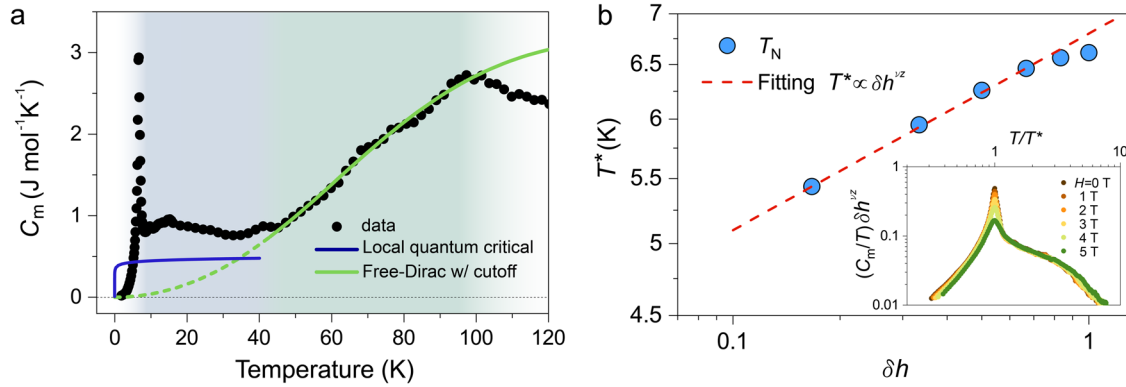 a
3
2
1
0
C_m (J mol⁻¹K⁻¹)
data
Local quantum critical
Free-Dirac w/ cutoff
0 20 40 60 80 100 120
Temperature (K)
b
7
6.5
6
5.5
5
4.5
T* (K)
T_N
Fitting T* ∝ δh^νz
T/T*
1 10
1
0.1
0.01
(C_m/T) δh^νz
H=0 T
1 T
2 T
3 T
4 T
5 T
0.1 1
δh